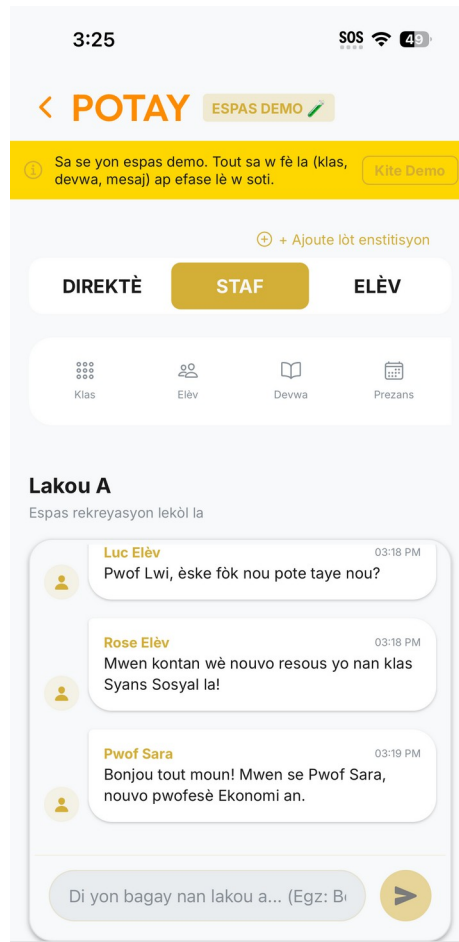 3:25
SOS
49
POTAY
ESPAS DEMO
Sa se yon espas demo. Tout sa w fè la (klas,
devwa, mesaj) ap efase lè w soti.
Kite Demo
+ Ajoute lòt enstitisyon
DIREKTÈ
STAF
ELÈV
Klas
Elèv
Devwa
Prezans
Lakou A
Espas rekreyasyon lekòl la
Luc Elèv
03:18 PM
Pwof Lwi, èske fòk nou pote taye nou?
Rose Elèv
03:18 PM
Mwen kontan wè nouvo resous yo nan klas
Syans Sosyal la!
Pwof Sara
03:19 PM
Bonjou tout moun! Mwen se Pwof Sara,
nouvo pwofesè Ekonomi an.
Di yon bagay nan lakou a... (Egz: